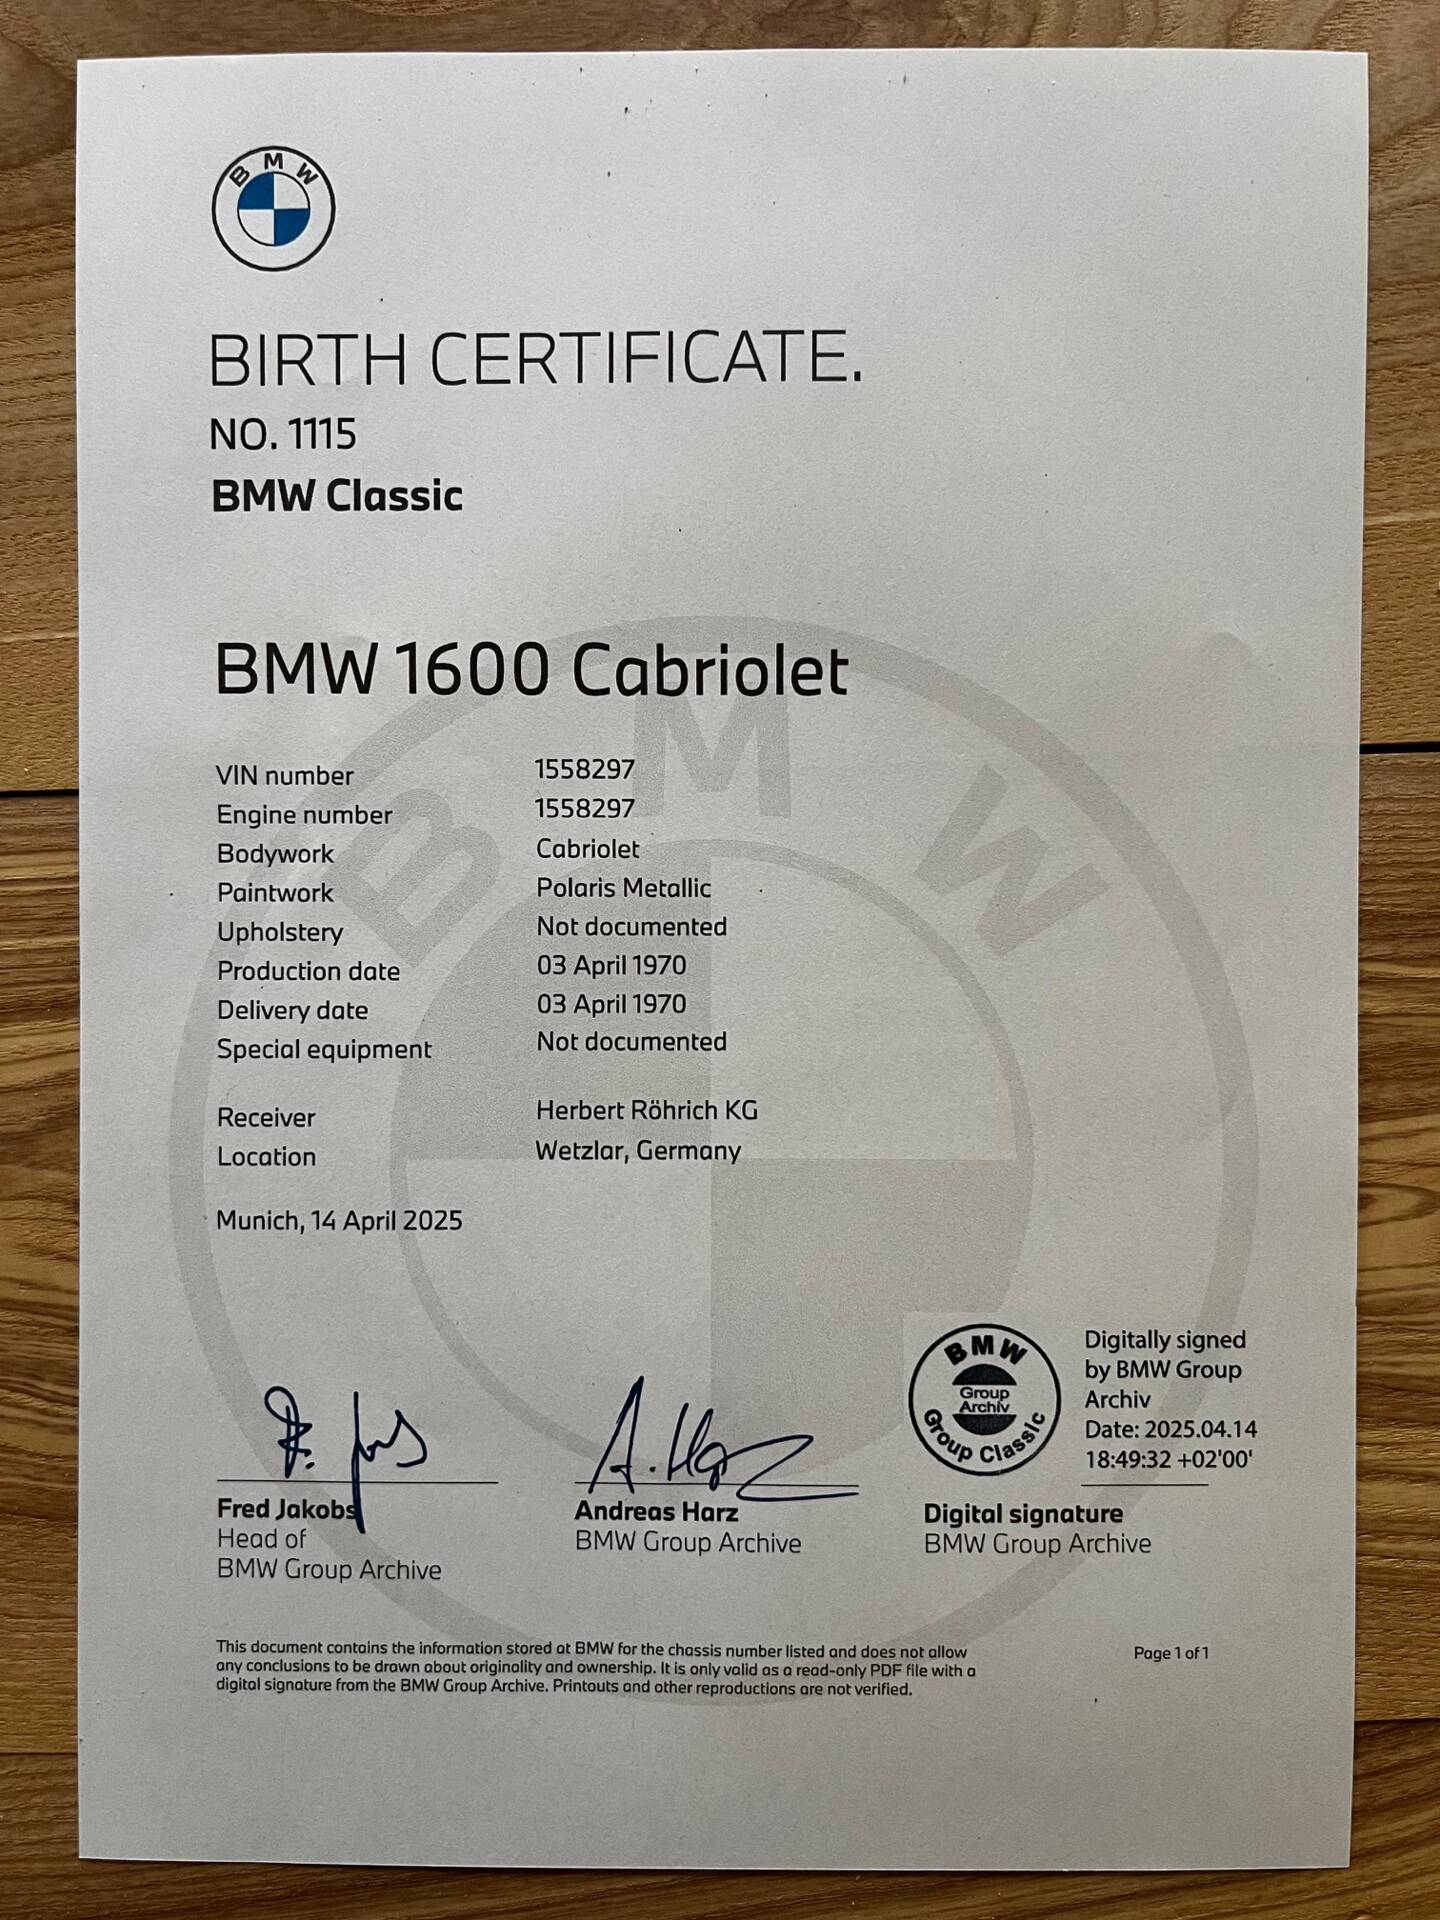 BMW
BIRTH CERTIFICATE.
NO. 1115
BMW Classic
BMW 1600 Cabriolet
VIN number 1558297
Engine number 1558297
Bodywork Cabriolet
Paintwork Polaris Metallic
Upholstery Not documented
Production date 03 April 1970
Delivery date 03 April 1970
Special equipment Not documented
Receiver Herbert Röhrich KG
Location Wetzlar, Germany
Munich, 14 April 2025
BMW
Group
Archiv
Group Classic
Digitally signed
by BMW Group
Archiv
Date: 2025.04.14
18:49:32 +02'00'
F. Jakobs
A. Harz
Fred Jakobs
Head of
BMW Group Archive
Andreas Harz
BMW Group Archive
Digital signature
BMW Group Archive
This document contains the information stored at BMW for the chassis number listed and does not allow
any conclusions to be drawn about originality and ownership. It is only valid as a read-only PDF file with a
digital signature from the BMW Group Archive. Printouts and other reproductions are not verified.
Page 1 of 1
BMW